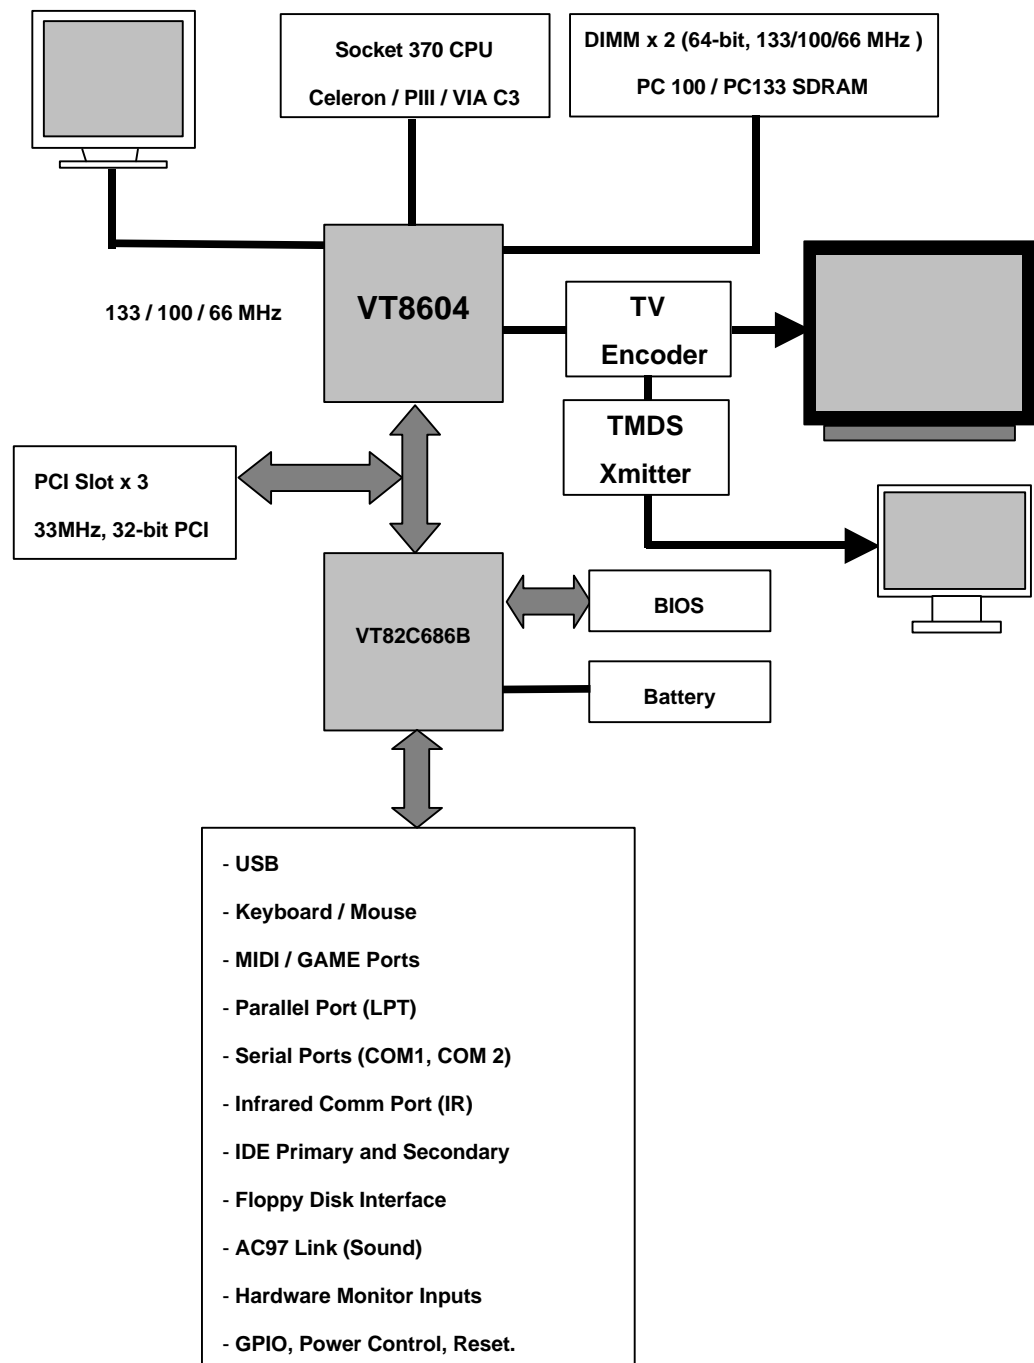 Socket 370 CPU
Celeron / PIII / VIA C3
DIMM x 2 (64-bit, 133/100/66 MHz )
PC 100 / PC133 SDRAM
133 / 100 / 66 MHz
VT8604
TV
Encoder
TMDS
Xmitter
PCI Slot x 3
33MHz, 32-bit PCI
VT82C686B
BIOS
Battery
- USB
- Keyboard / Mouse
- MIDI / GAME Ports
- Parallel Port (LPT)
- Serial Ports (COM1, COM 2)
- Infrared Comm Port (IR)
- IDE Primary and Secondary
- Floppy Disk Interface
- AC97 Link (Sound)
- Hardware Monitor Inputs
- GPIO, Power Control, Reset.